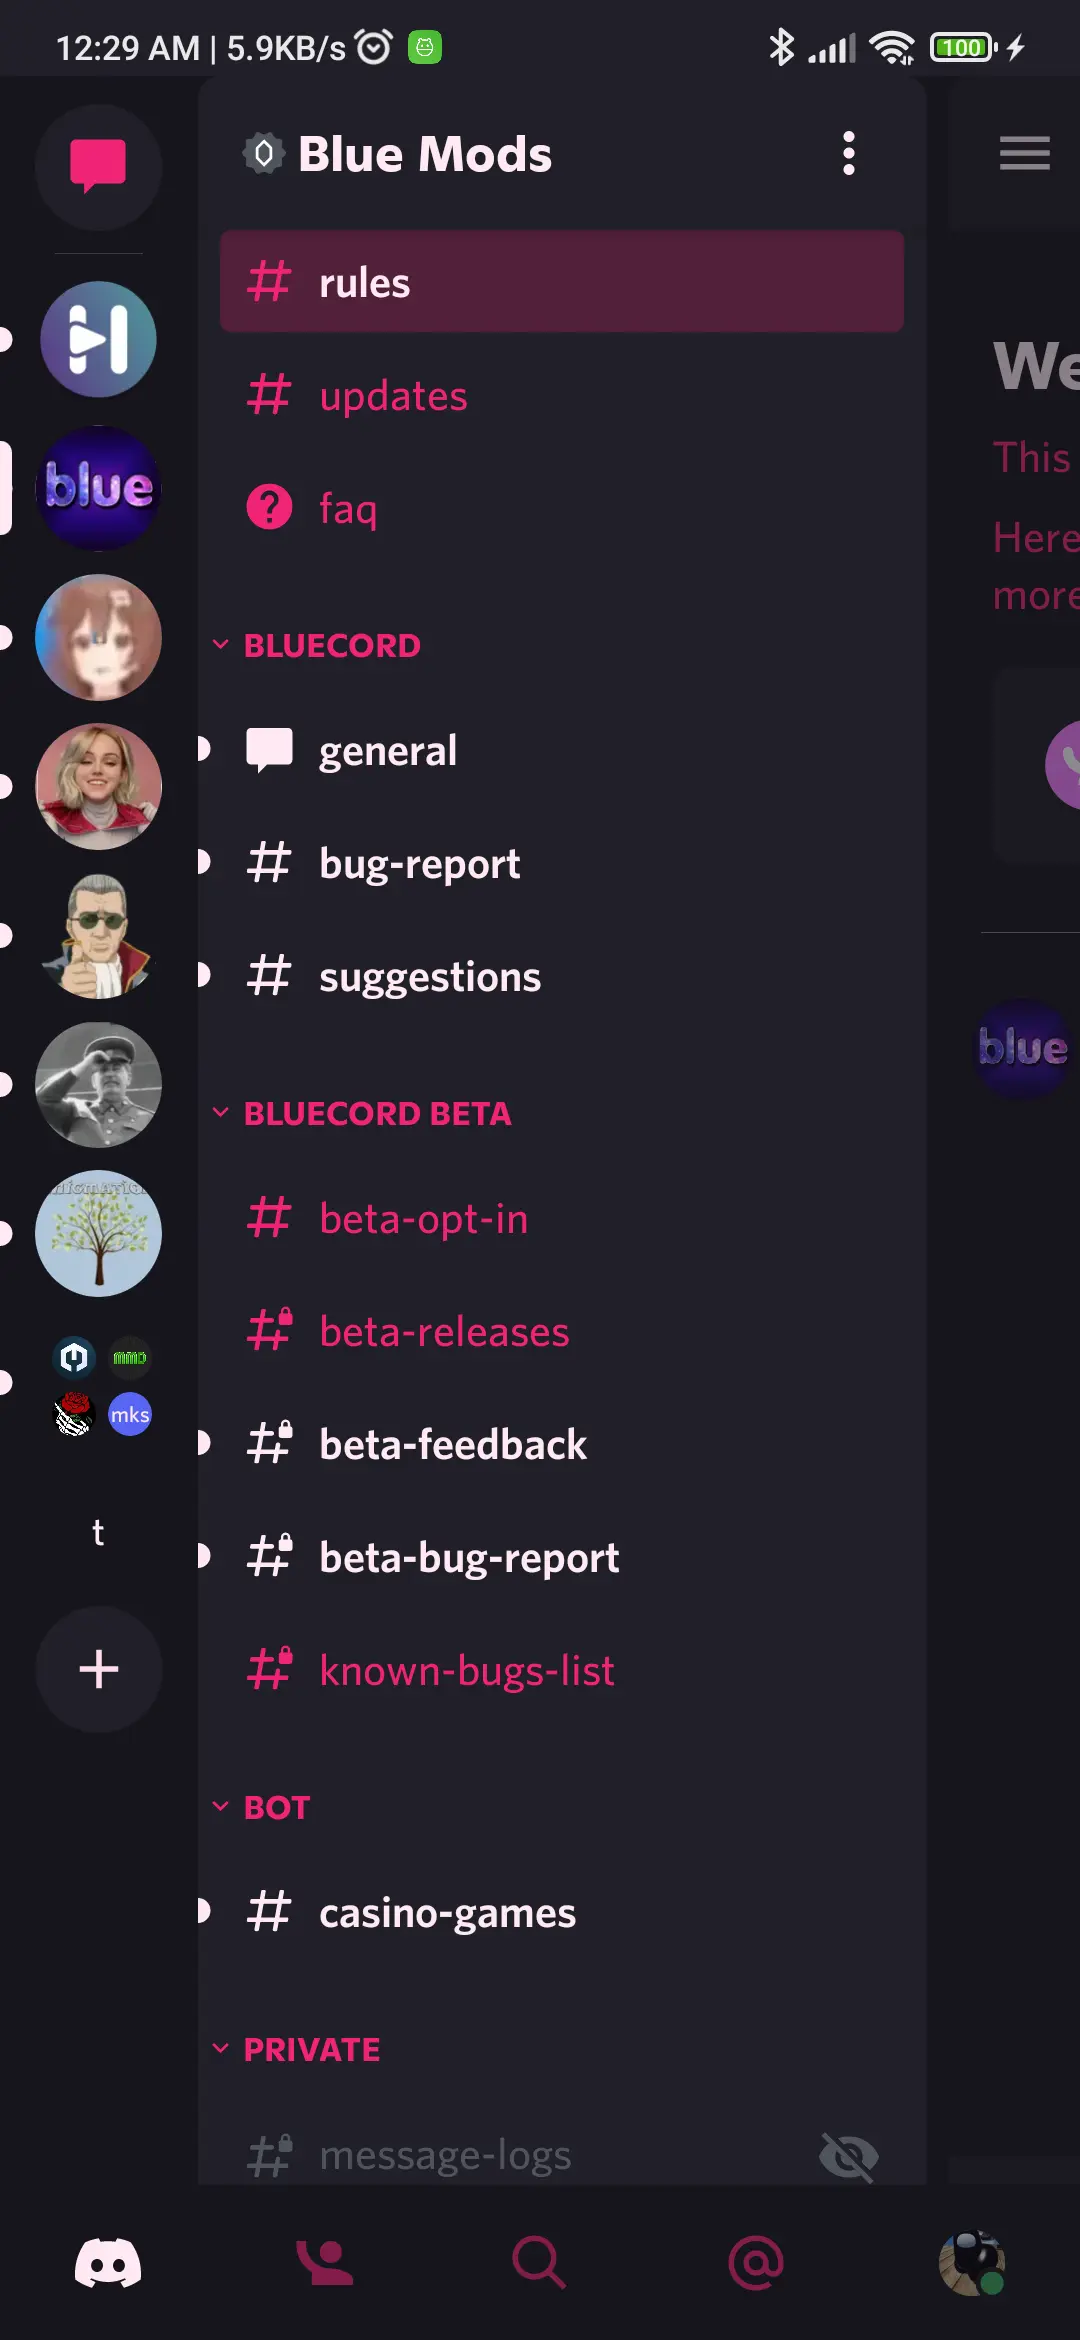 12:29 AM | 5.9KB/s
100
Blue Mods
rules
updates
We
This
faq
Here
more
blue
BLUECORD
general
bug-report
suggestions
blue
BLUECORD BETA
beta-opt-in
beta-releases
MMD
mks
beta-feedback
t
beta-bug-report
known-bugs-list
BOT
casino-games
PRIVATE
message-logs